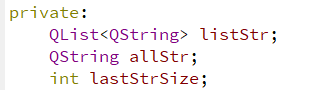 private:
    QList<QString> listStr;
    QString allStr;
    int lastStrSize;